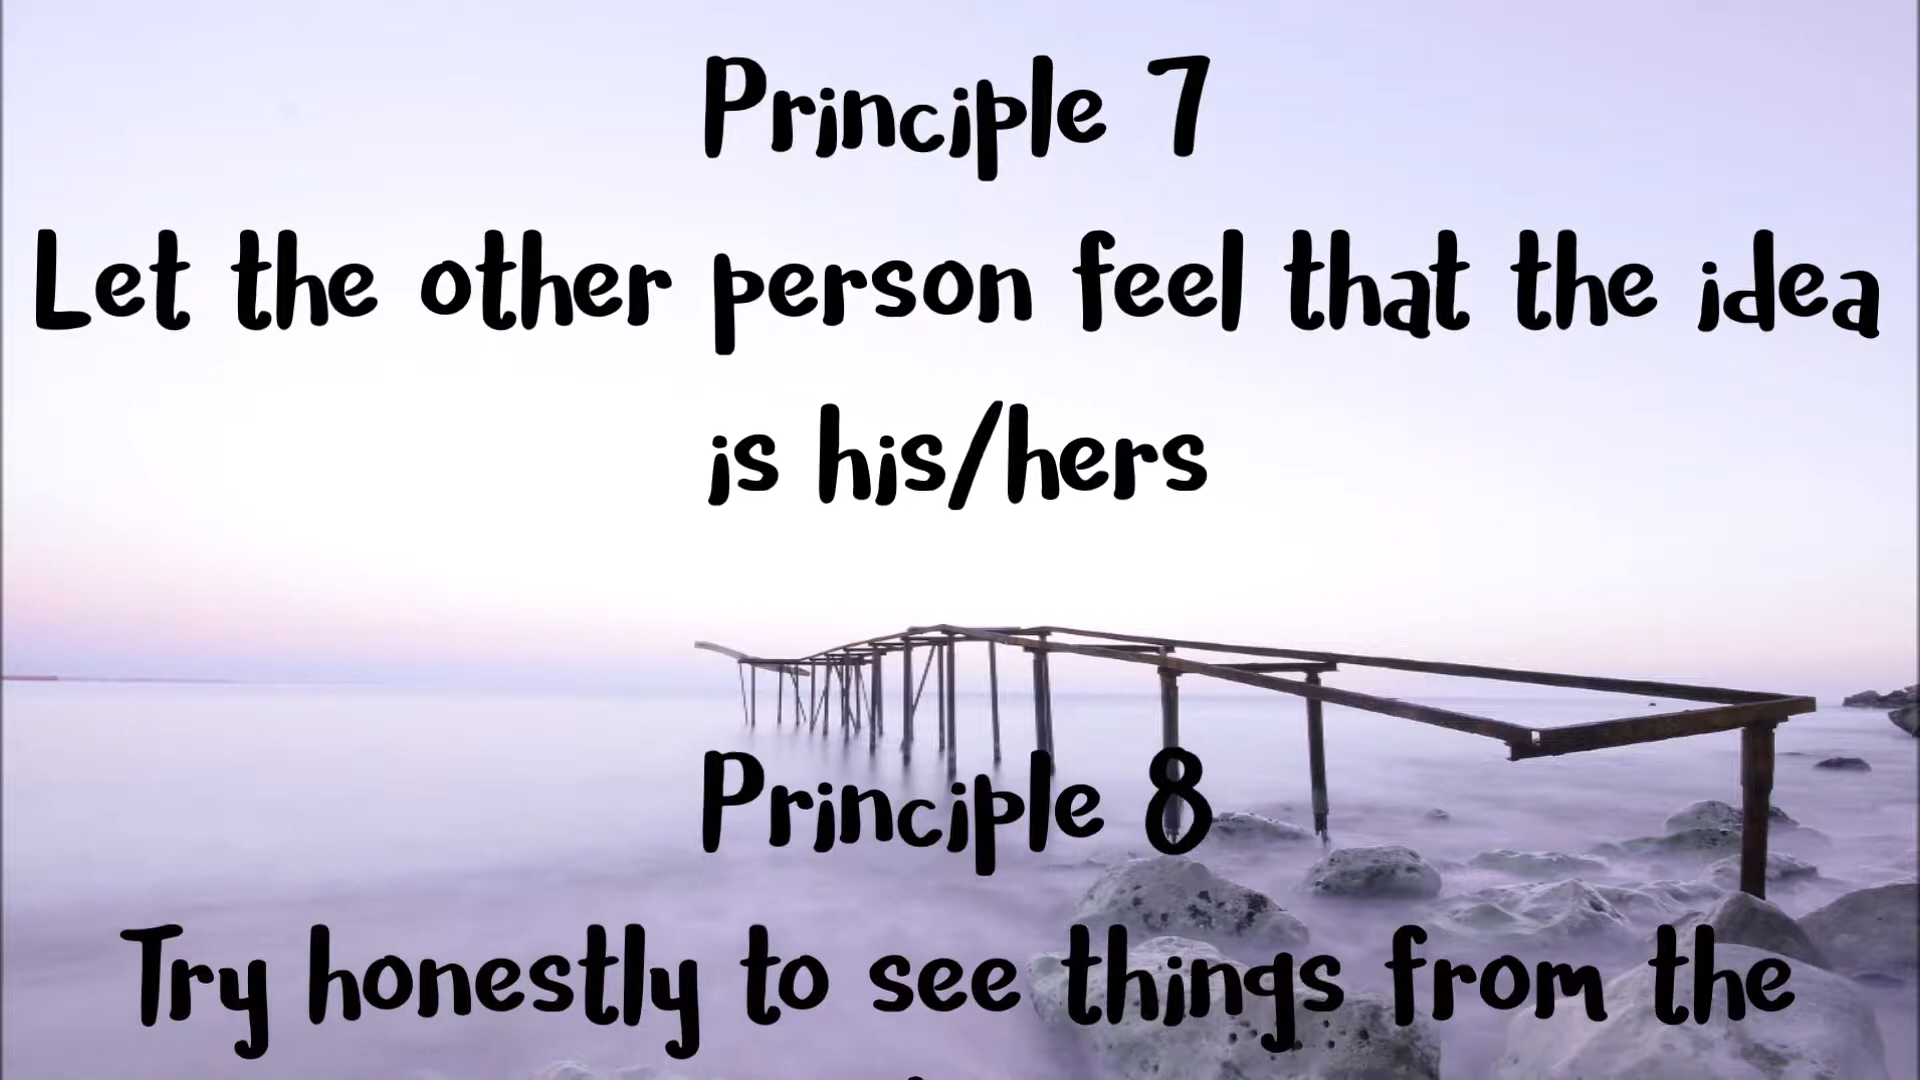 Principle 7
Let the other person feel that the idea
is his/hers
Principle 8
Try honestly to see things from the